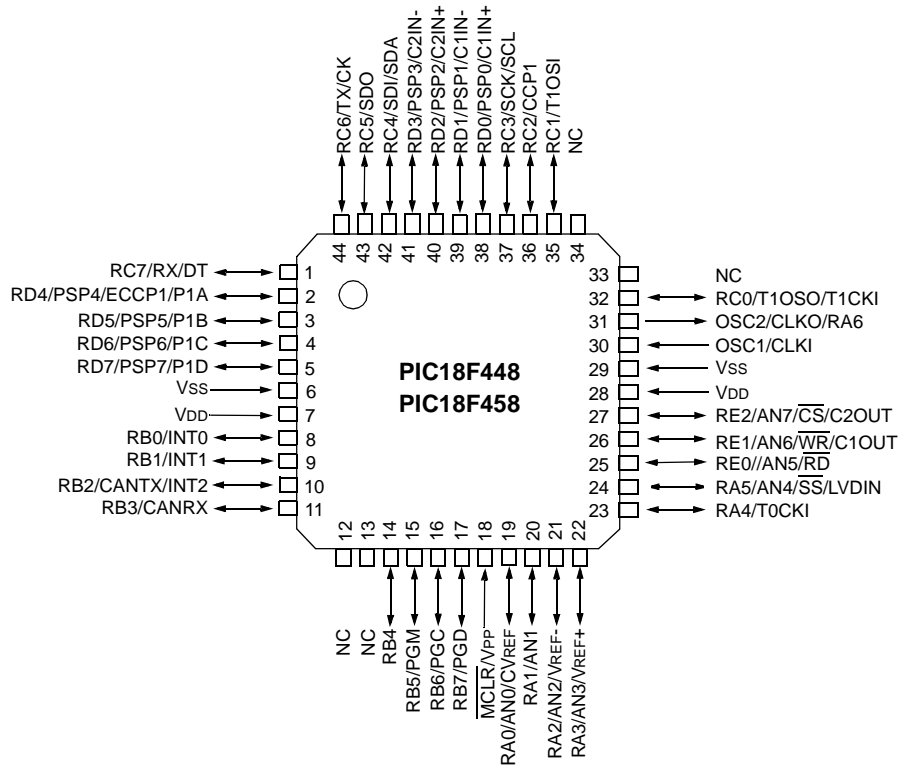 RC6/TX/CK
RC5/SDO
RC4/SDI/SDA
RD3/PSP3/C2IN-
RD2/PSP2/C2IN+
RD1/PSP1/C1IN-
RD0/PSP0/C1IN+
RC3/SCK/SCL
RC2/CCP1
RC1/T1OSI
NC
44
43
42
41
40
39
38
37
36
35
34
RC7/RX/DT 1
RD4/PSP4/ECCP1/P1A 2
RD5/PSP5/P1B 3
RD6/PSP6/P1C 4
RD7/PSP7/P1D 5
VSS 6
VDD 7
RB0/INT0 8
RB1/INT1 9
RB2/CANTX/INT2 10
RB3/CANRX 11
PIC18F448
PIC18F458
33 NC
32 RC0/T1OSO/T1CKI
31 OSC2/CLKO/RA6
30 OSC1/CLKI
29 VSS
28 VDD
27 RE2/AN7/CS/C2OUT
26 RE1/AN6/WR/C1OUT
25 RE0//AN5/RD
24 RA5/AN4/SS/LVDIN
23 RA4/T0CKI
12
13
14
15
16
17
18
19
20
21
22
NC
NC
RB4
RB5/PGM
RB6/PGC
RB7/PGD
MCLR/VPP
RA0/AN0/CVREF
RA1/AN1
RA2/AN2/VREF-
RA3/AN3/VREF+